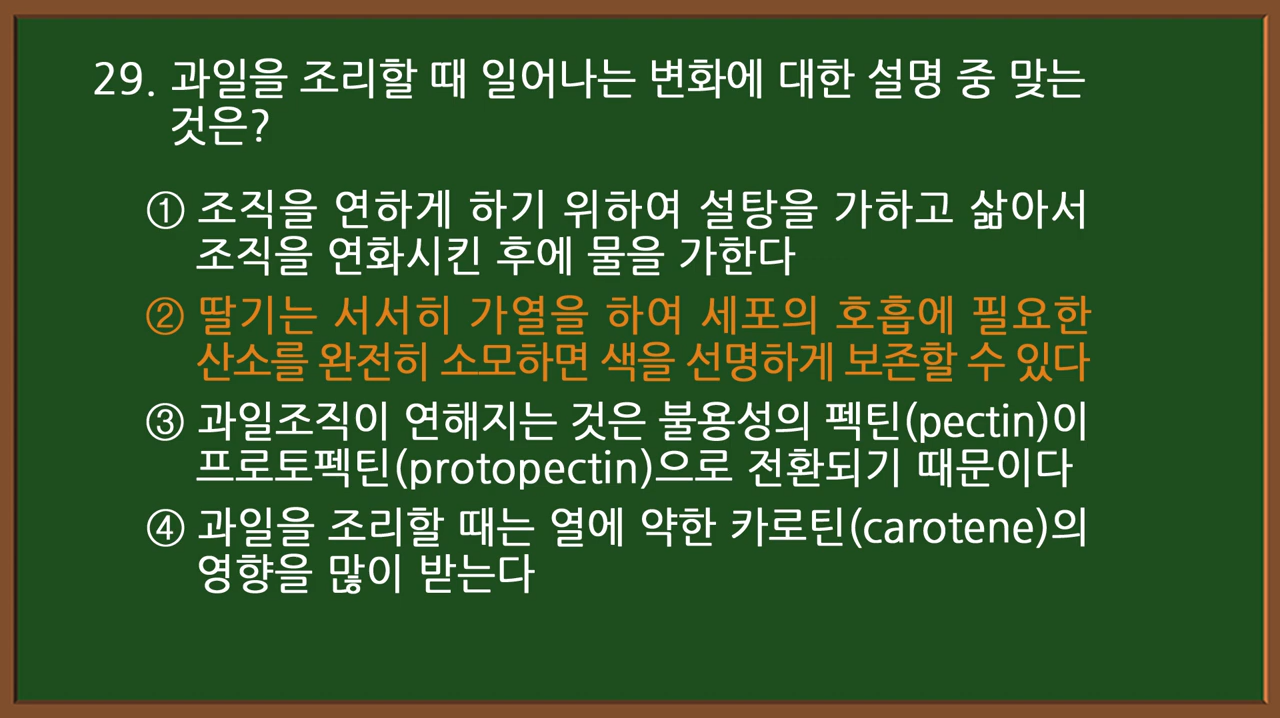 29. 과일을 조리할 때 일어나는 변화에 대한 설명 중 맞는
것은?
① 조직을 연하게 하기 위하여 설탕을 가하고 삶아서
조직을 연화시킨 후에 물을 가한다
② 딸기는 서서히 가열을 하여 세포의 호흡에 필요한
산소를 완전히 소모하면 색을 선명하게 보존할 수 있다
③ 과일조직이 연해지는 것은 불용성의 펙틴(pectin)이
프로토펙틴(protopectin)으로 전환되기 때문이다
④ 과일을 조리할 때는 열에 약한 카로틴(carotene)의
영향을 많이 받는다